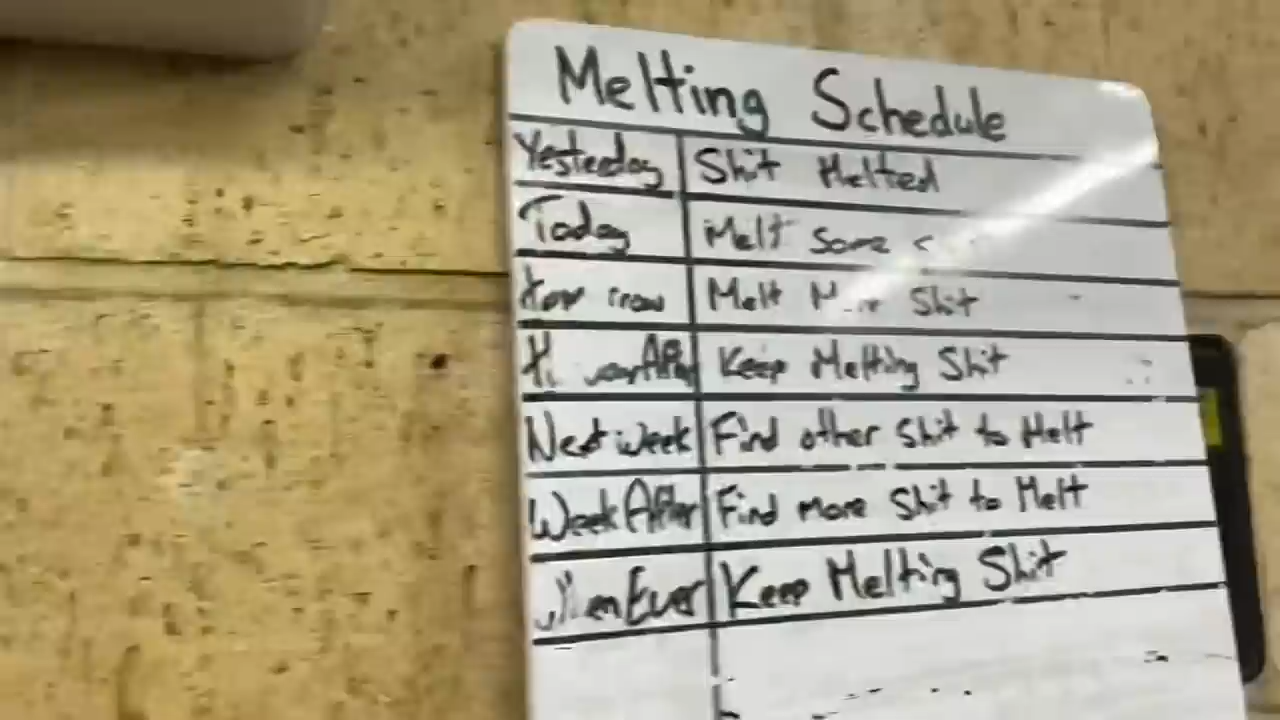 Melting Schedule
Yesterday Shit Melted
Today Melt Some
Melt Shit
Keep Melting Shit
Next week Find other Shit to Melt
Week After Find more Shit to Melt
Keep Melting Shit